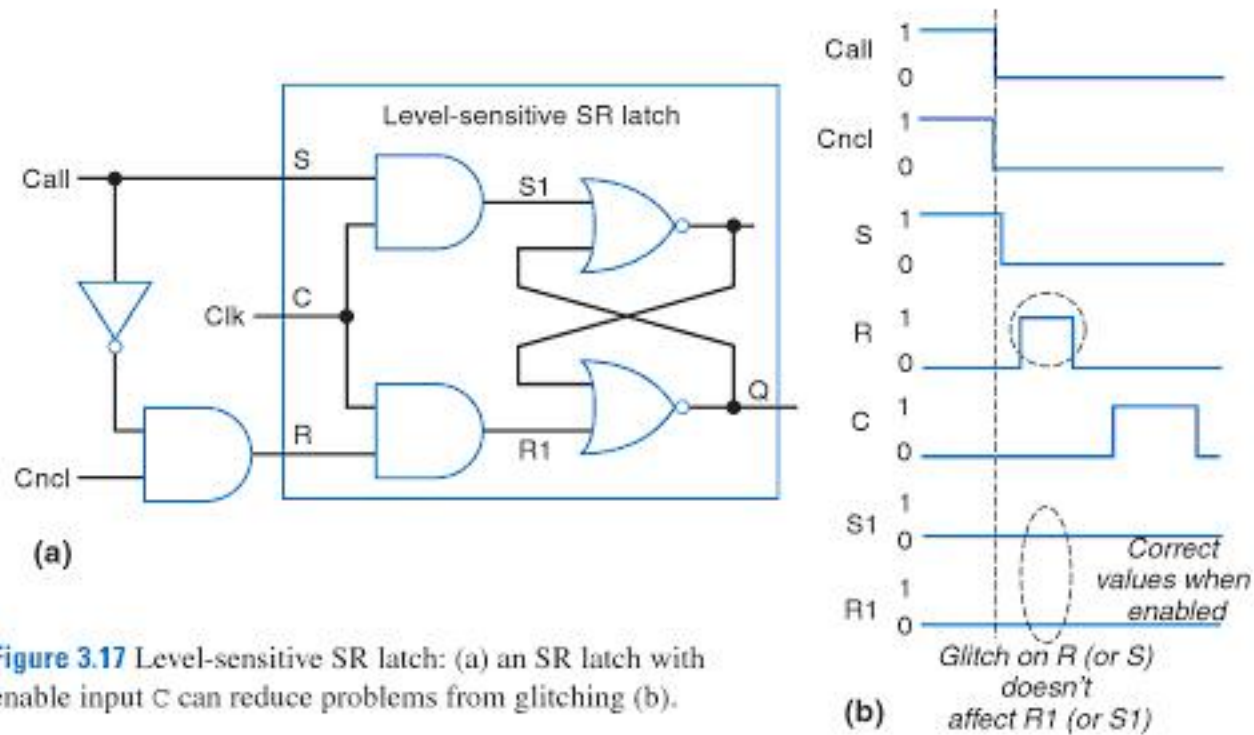 Level-sensitive SR latch
Call
S
S1
Clk
C
Q
R
R1
Cncl
(a)
Call
1
0
Cncl
1
0
S
1
0
R
1
0
C
1
0
S1
1
0
R1
1
0
Correct
values when
enabled
Glitch on R (or S)
doesn't
affect R1 (or S1)
(b)
Figure 3.17 Level-sensitive SR latch: (a) an SR latch with
enable input C can reduce problems from glitching (b).